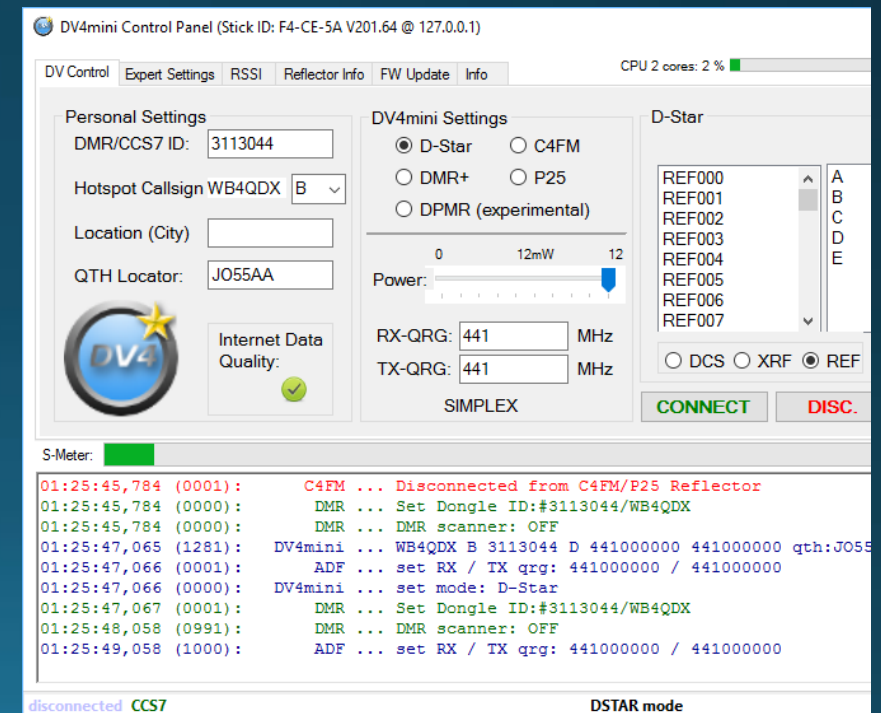 DV4mini Control Panel (Stick ID: F4-CE-5A V201.64 @ 127.0.0.1)
DV Control Expert Settings RSSI Reflector Info FW Update Info
CPU 2 cores: 2 %
Personal Settings
DMR/CCS7 ID: 3113044
Hotspot Callsign WB4QDX B
Location (City)
QTH Locator: JO55AA
DV4
Internet Data
Quality:
DV4mini Settings
D-Star C4FM
DMR+ P25
DPMR (experimental)
0 12mW 12
Power:
RX-QRG: 441 MHz
TX-QRG: 441 MHz
SIMPLEX
D-Star
REF000 A
REF001 B
REF002 C
REF003 D
REF004 E
REF005
REF006
REF007
DCS XRF REF
CONNECT DISC.
S-Meter:
01:25:45,784 (0001): C4FM ... Disconnected from C4FM/P25 Reflector
01:25:45,784 (0000): DMR ... Set Dongle ID:#3113044/WB4QDX
01:25:45,784 (0000): DMR ... DMR scanner: OFF
01:25:47,065 (1281): DV4mini ... WB4QDX B 3113044 D 441000000 441000000 qth:JO55
01:25:47,066 (0001): ADF ... set RX / TX qrg: 441000000 / 441000000
01:25:47,066 (0000): DV4mini ... set mode: D-Star
01:25:47,067 (0001): DMR ... Set Dongle ID:#3113044/WB4QDX
01:25:48,058 (0991): DMR ... DMR scanner: OFF
01:25:49,058 (1000): ADF ... set RX / TX qrg: 441000000 / 441000000
disconnected CCS7 DSTAR mode